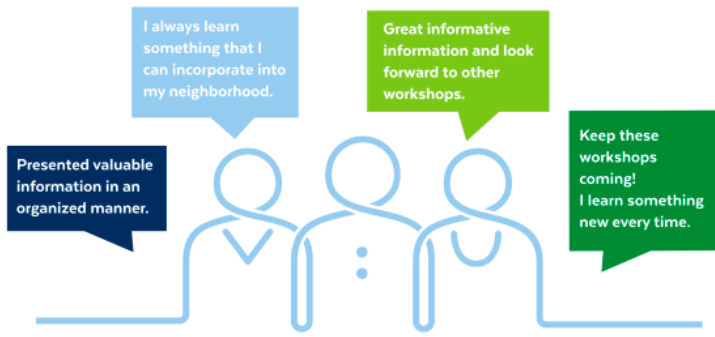 I always learn
something that I
can incorporate into
my neighborhood.
Great informative
information and look
forward to other
workshops.
Presented valuable
information in an
organized manner.
Keep these
workshops
coming!
I learn something
new every time.